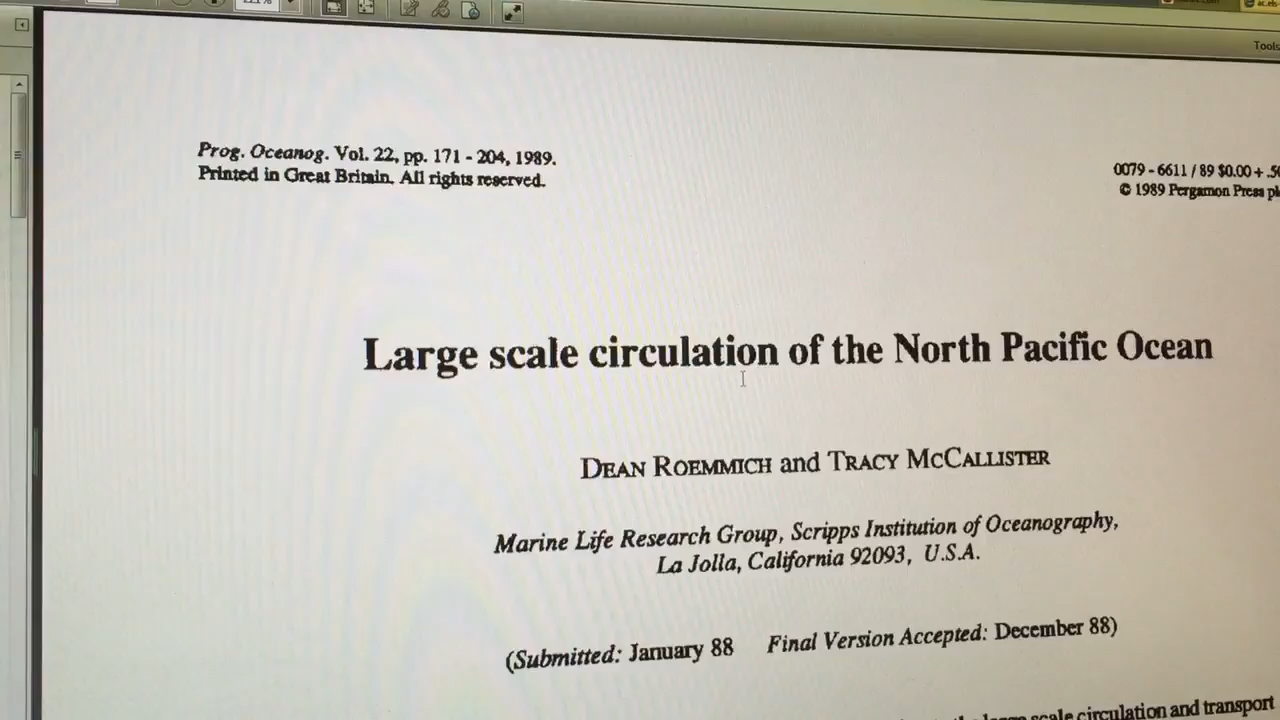 Tools
Prog. Oceanog. Vol. 22, pp. 171 - 204, 1989.
Printed in Great Britain. All rights reserved.
0079 - 6611 / 89 $0.00 + .50
© 1989 Pergamon Press
Large scale circulation of the North Pacific Ocean
DEAN ROEMMICH and TRACY MCCALLISTER
Marine Life Research Group, Scripps Institution of Oceanography,
La Jolla, California 92093, U.S.A.
(Submitted: January 88 Final Version Accepted: December 88)
scale circulation and transport